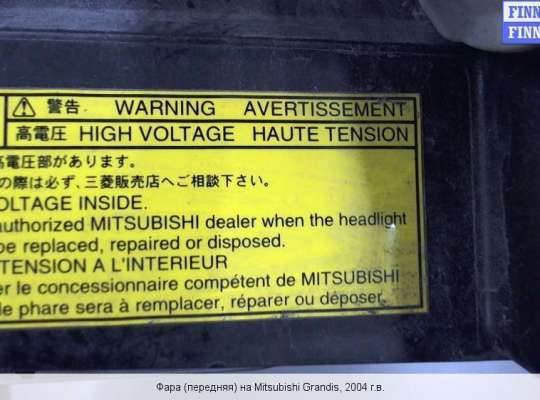 FINN
FINN
警告 WARNING AVERTISSEMENT
高電圧 HIGH VOLTAGE HAUTE TENSION
高電圧部があります。
の際は必ず、三菱販売店へご相談下さい。
OLTAGE INSIDE.
authorized MITSUBISHI dealer when the headlight
be replaced, repaired or disposed.
TENSION A L'INTERIEUR
er le concessionnaire compétent de MITSUBISHI
le phare sera à remplacer, réparer ou déposer.
Фара (передняя) на Mitsubishi Grandis, 2004 г.в.